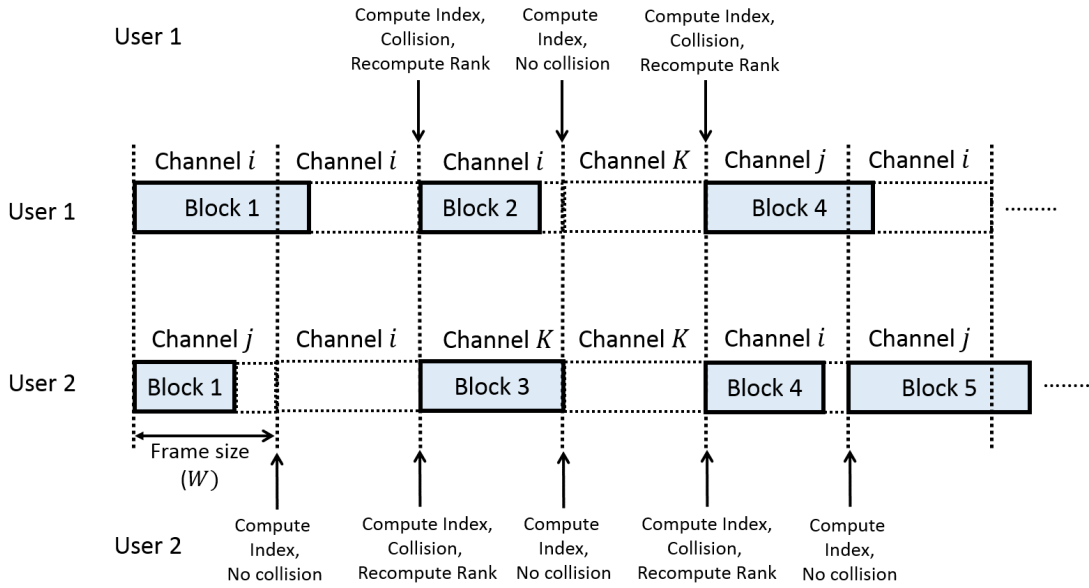 User 1
Compute Index,
Collision,
Recompute Rank
Compute
Index,
No collision
Compute Index,
Collision,
Recompute Rank
Channel i
Channel i
Channel i
Channel K
Channel j
Channel i
User 1
Block 1
Block 2
Block 4
..........
Channel j
Channel i
Channel K
Channel K
Channel i
Channel j
User 2
Block 1
Block 3
Block 4
Block 5
.........
Frame size
(W)
User 2
Compute
Index,
No collision
Compute Index,
Collision,
Recompute Rank
Compute
Index,
No collision
Compute Index,
Collision,
Recompute Rank
Compute
Index,
No collision